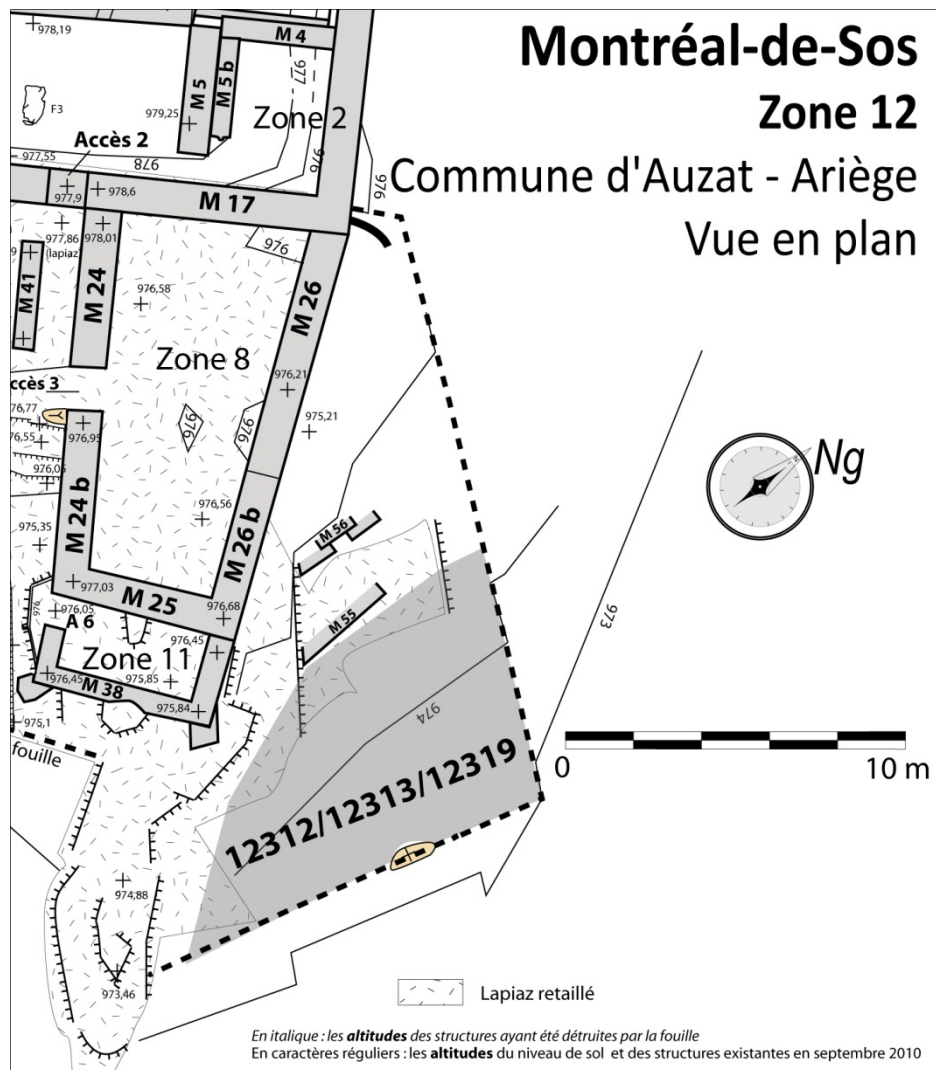 Montréal-de-Sos
Zone 12
Commune d'Auzat - Ariège
Vue en plan
978,19
M 4
977
M 5
M 5 b
F3
979,25
Zone 2
976
Accès 2
977,55
978
976
977,9
978,6
M 17
977,86
(lapiaz)
978,01
9
976
M 41
M 24
976,58
M 26
Zone 8
976,21
975,21
ccès 3
976,77
976,95
976
976
976,55
976,05
976,56
M 24 b
M 26 b
M 56
975,35
977,03
M 25
M 55
976
976,05
976,68
A 6
976,45
Zone 11
976,45
975,85
M 38
975,84
975,1
fouille
974
973
Ng
N
0
10 m
12312/12313/12319
974,88
973,46
Lapiaz retaillé
En italique : les altitudes des structures ayant été détruites par la fouille
En caractères réguliers : les altitudes du niveau de sol et des structures existantes en septembre 2010